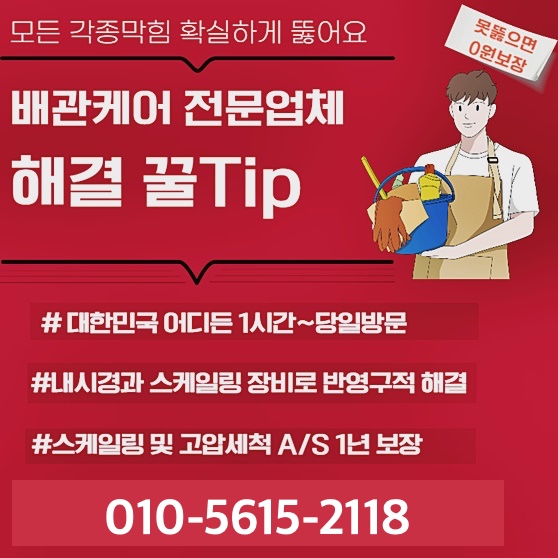 모든 각종막힘 확실하게 뚫어요
못뚫으면
0원보장
배관케어 전문업체
해결 꿀Tip
# 대한민국 어디든 1시간~당일방문
#내시경과 스케일링 장비로 반영구적 해결
#스케일링 및 고압세척 A/S 1년 보장
010-5615-2118